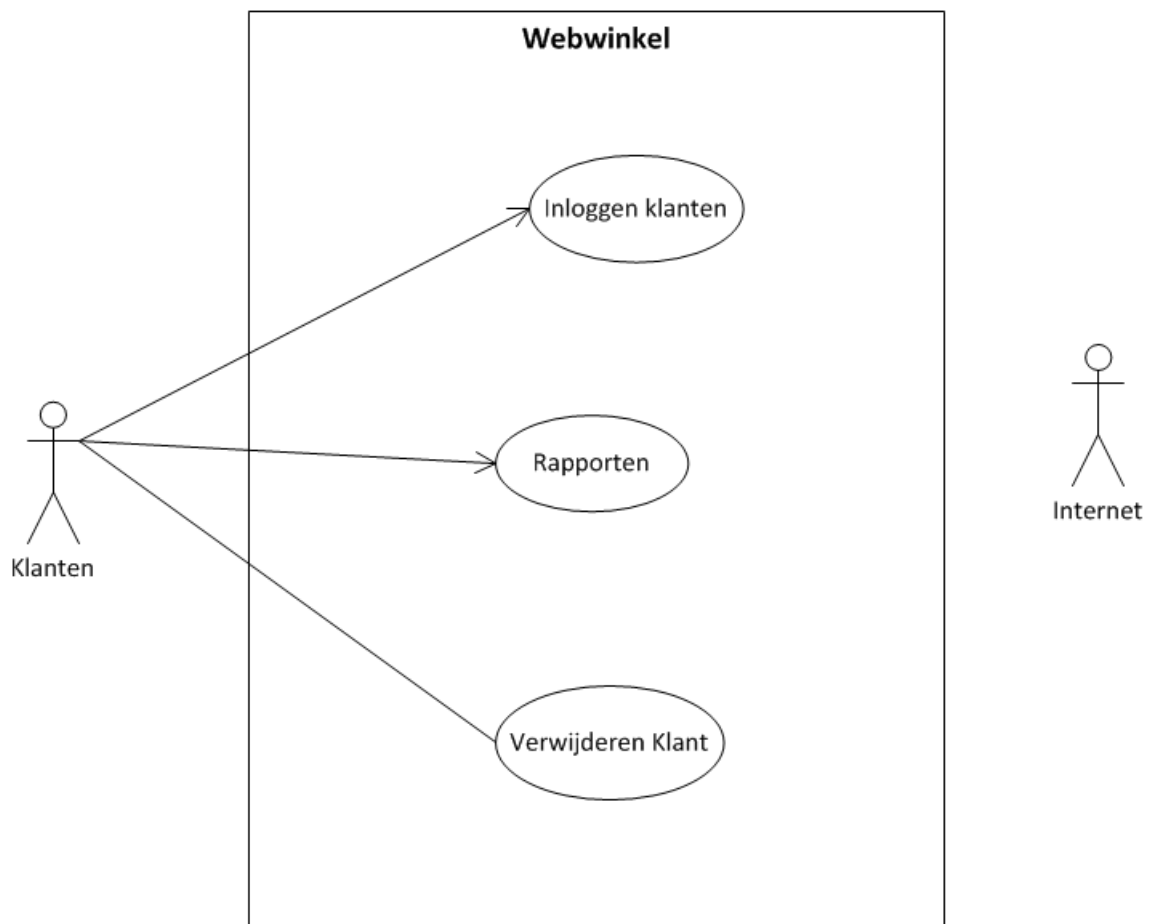 Webwinkel
Inloggen klanten
Rapporten
Internet
Klanten
Verwijderen Klant